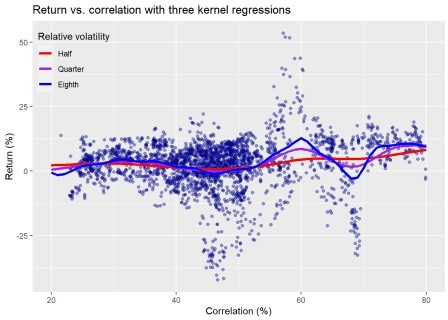 Return vs. correlation with three kernel regressions
Relative volatility
Half
Quarter
Eighth
Return (%)
50
25
0
-25
20
40
60
80
Correlation (%)